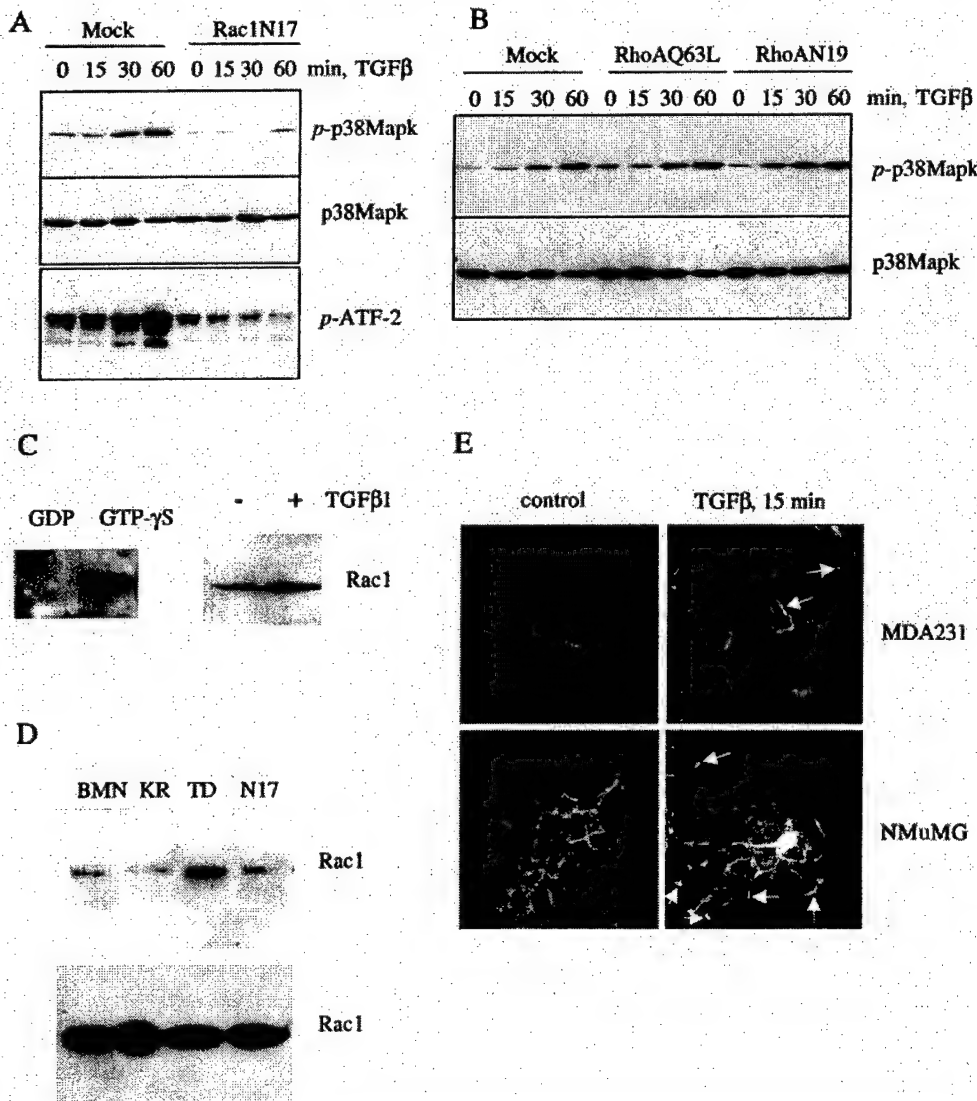 A
Mock Rac1N17
0 15 30 60 0 15 30 60 min, TGFβ
p-p38Mapk
p38Mapk
p-ATF-2
B
Mock RhoAQ63L RhoAN19
0 15 30 60 0 15 30 60 0 15 30 60 min, TGFβ
p-p38Mapk
p38Mapk
C
GDP GTP-γS
- + TGFβ1
Rac1
D
BMN KR TD N17
Rac1
Rac1
E
control TGFβ, 15 min
MDA231
NMuMG